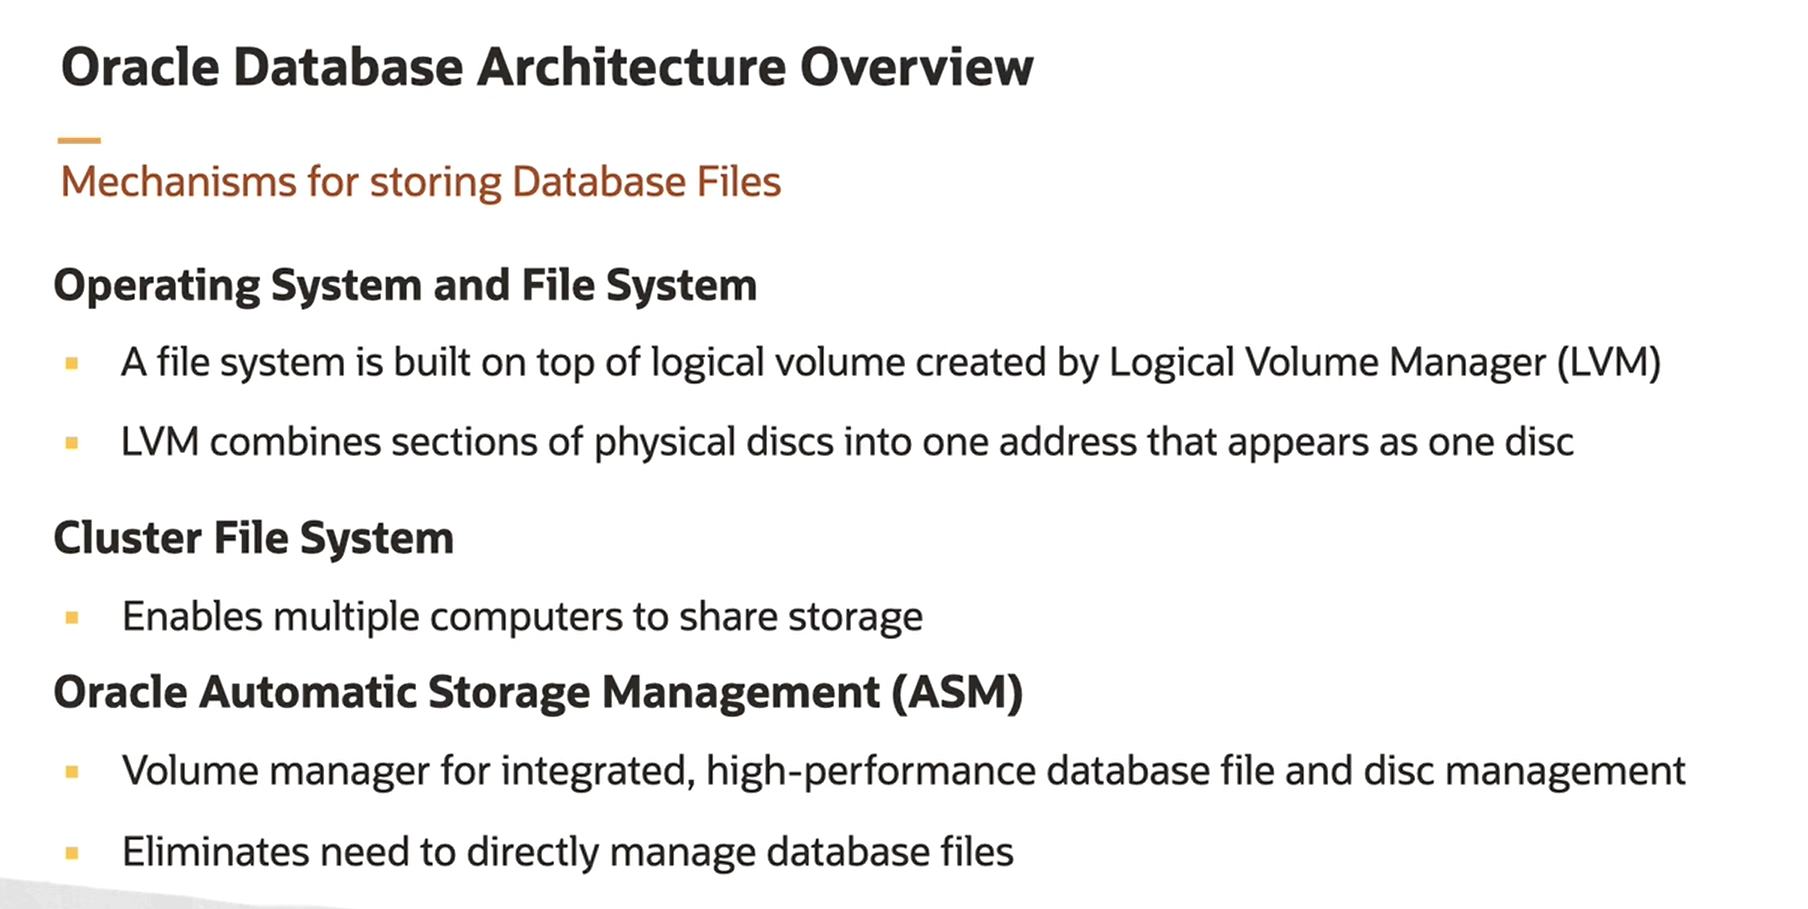 Oracle Database Architecture Overview
Mechanisms for storing Database Files
Operating System and File System
A file system is built on top of logical volume created by Logical Volume Manager (LVM)
LVM combines sections of physical discs into one address that appears as one disc
Cluster File System
Enables multiple computers to share storage
Oracle Automatic Storage Management (ASM)
Volume manager for integrated, high-performance database file and disc management
Eliminates need to directly manage database files